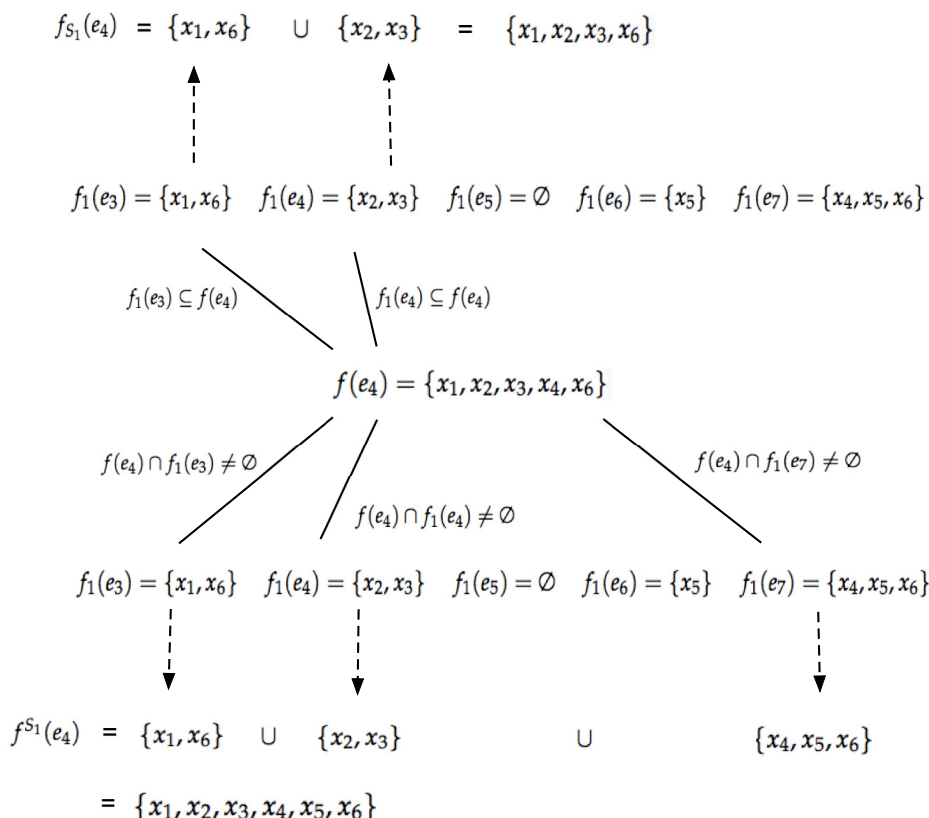 f_{S_1}(e_4) = {x_1, x_6} ∪ {x_2, x_3} = {x_1, x_2, x_3, x_6}
f_1(e_3) = {x_1, x_6} f_1(e_4) = {x_2, x_3} f_1(e_5) = ∅ f_1(e_6) = {x_5} f_1(e_7) = {x_4, x_5, x_6}
f_1(e_3) ⊆ f(e_4) f_1(e_4) ⊆ f(e_4)
f(e_4) = {x_1, x_2, x_3, x_4, x_6}
f(e_4) ∩ f_1(e_3) ≠ ∅ f(e_4) ∩ f_1(e_7) ≠ ∅
f(e_4) ∩ f_1(e_4) ≠ ∅
f_1(e_3) = {x_1, x_6} f_1(e_4) = {x_2, x_3} f_1(e_5) = ∅ f_1(e_6) = {x_5} f_1(e_7) = {x_4, x_5, x_6}
f^{S_1}(e_4) = {x_1, x_6} ∪ {x_2, x_3} ∪ {x_4, x_5, x_6}
= {x_1, x_2, x_3, x_4, x_5, x_6}